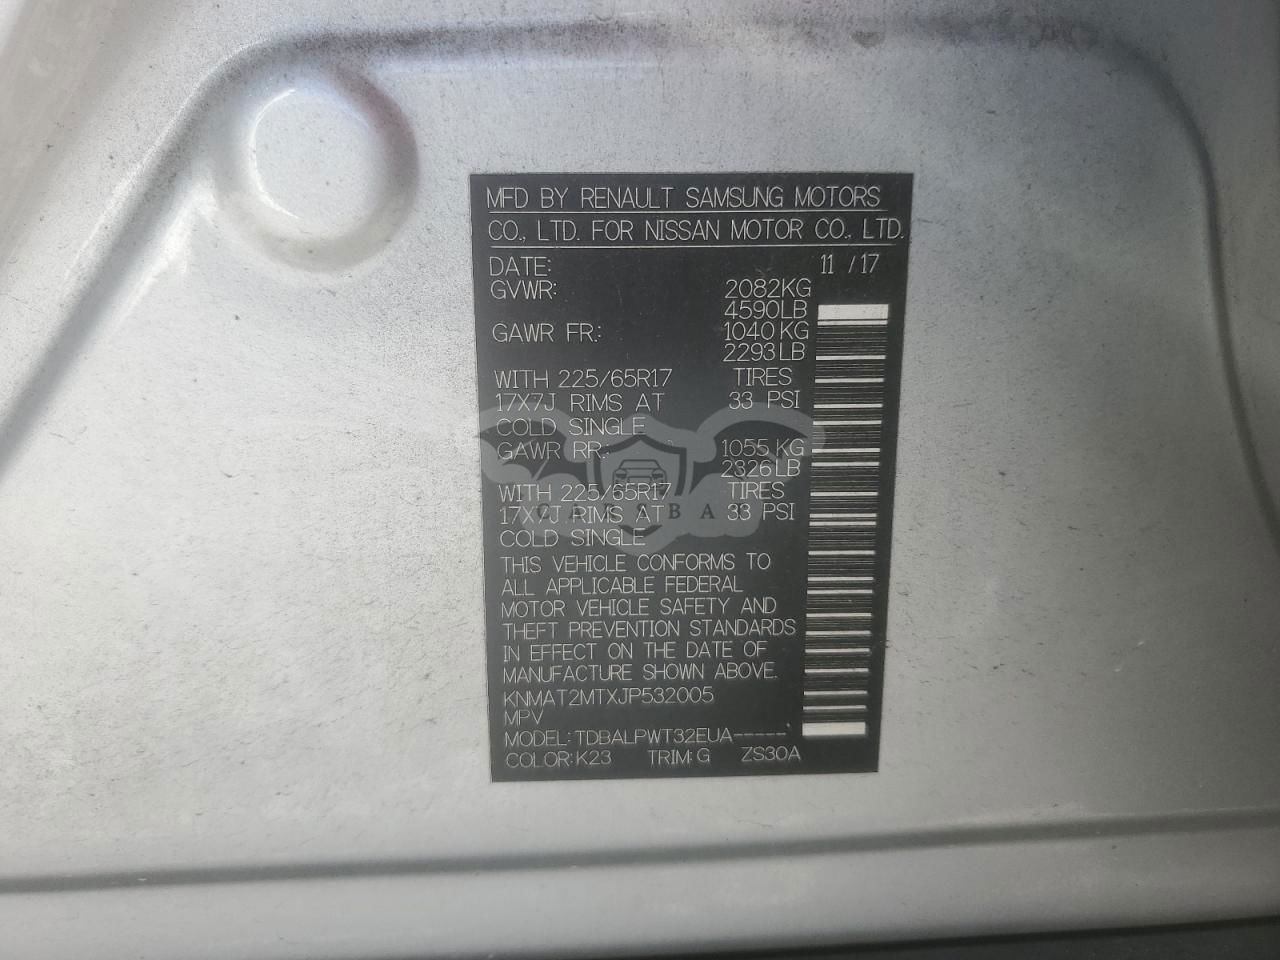 MFD BY RENAULT SAMSUNG MOTORS
CO., LTD. FOR NISSAN MOTOR CO., LTD.
DATE: 11 / 17
GVWR: 2082KG
4590LB
GAWR FR.: 1040 KG
2293 LB
WITH 225/65R17 TIRES
17X7J RIMS AT 33 PSI
COLD SINGLE
GAWR RR.: 1055 KG
2326LB
WITH 225/65R17 TIRES
17X7J RIMS AT 33 PSI
COLD SINGLE
THIS VEHICLE CONFORMS TO
ALL APPLICABLE FEDERAL
MOTOR VEHICLE SAFETY AND
THEFT PREVENTION STANDARDS
IN EFFECT ON THE DATE OF
MANUFACTURE SHOWN ABOVE.
KNMAT2MTXJP532005
MPV
MODEL: TDBALPWT32EUA-----
COLOR: K23 TRIM: G ZS30A